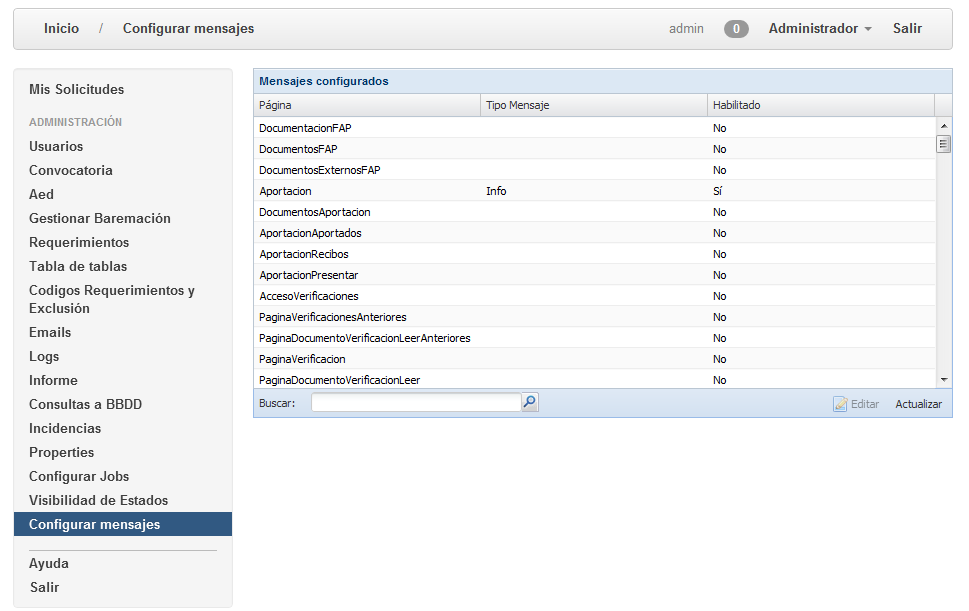 Inicio / Configurar mensajes admin 0 Administrador Salir
Mis Solicitudes
ADMINISTRACIÓN
Usuarios
Convocatoria
Aed
Gestionar Baremación
Requerimientos
Tabla de tablas
Codigos Requerimientos y
Exclusión
Emails
Logs
Informe
Consultas a BBDD
Incidencias
Properties
Configurar Jobs
Visibilidad de Estados
Configurar mensajes
Ayuda
Salir
Mensajes configurados
Página Tipo Mensaje Habilitado
DocumentacionFAP No
DocumentosFAP No
DocumentosExternosFAP No
Aportacion Info Sí
DocumentosAportacion No
AportacionAportados No
AportacionRecibos No
AportacionPresentar No
AccesoVerificaciones No
PaginaVerificacionesAnteriores No
PaginaDocumentoVerificacionLeerAnteriores No
PaginaVerificacion No
PaginaDocumentoVerificacionLeer No
Buscar: Editar Actualizar